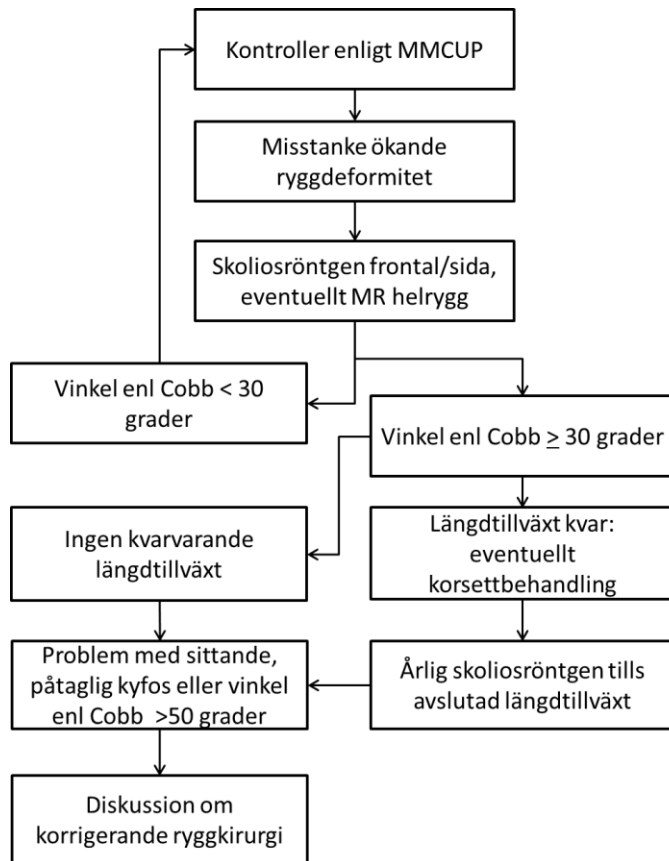 Kontroller enligt MMCUP
Misstanke ökande
ryggdeformitet
Skoliosröntgen frontal/sida,
eventuellt MR helrygg
Vinkel enl Cobb < 30
grader
Vinkel enl Cobb ≥ 30 grader
Ingen kvarvarande
längdtillväxt
Längdtillväxt kvar:
eventuellt
korsettbehandling
Problem med sittande,
påtaglig kyfos eller vinkel
enl Cobb >50 grader
Årlig skoliosröntgen tills
avslutad längdtillväxt
Diskussion om
korrigerande ryggkirurgi